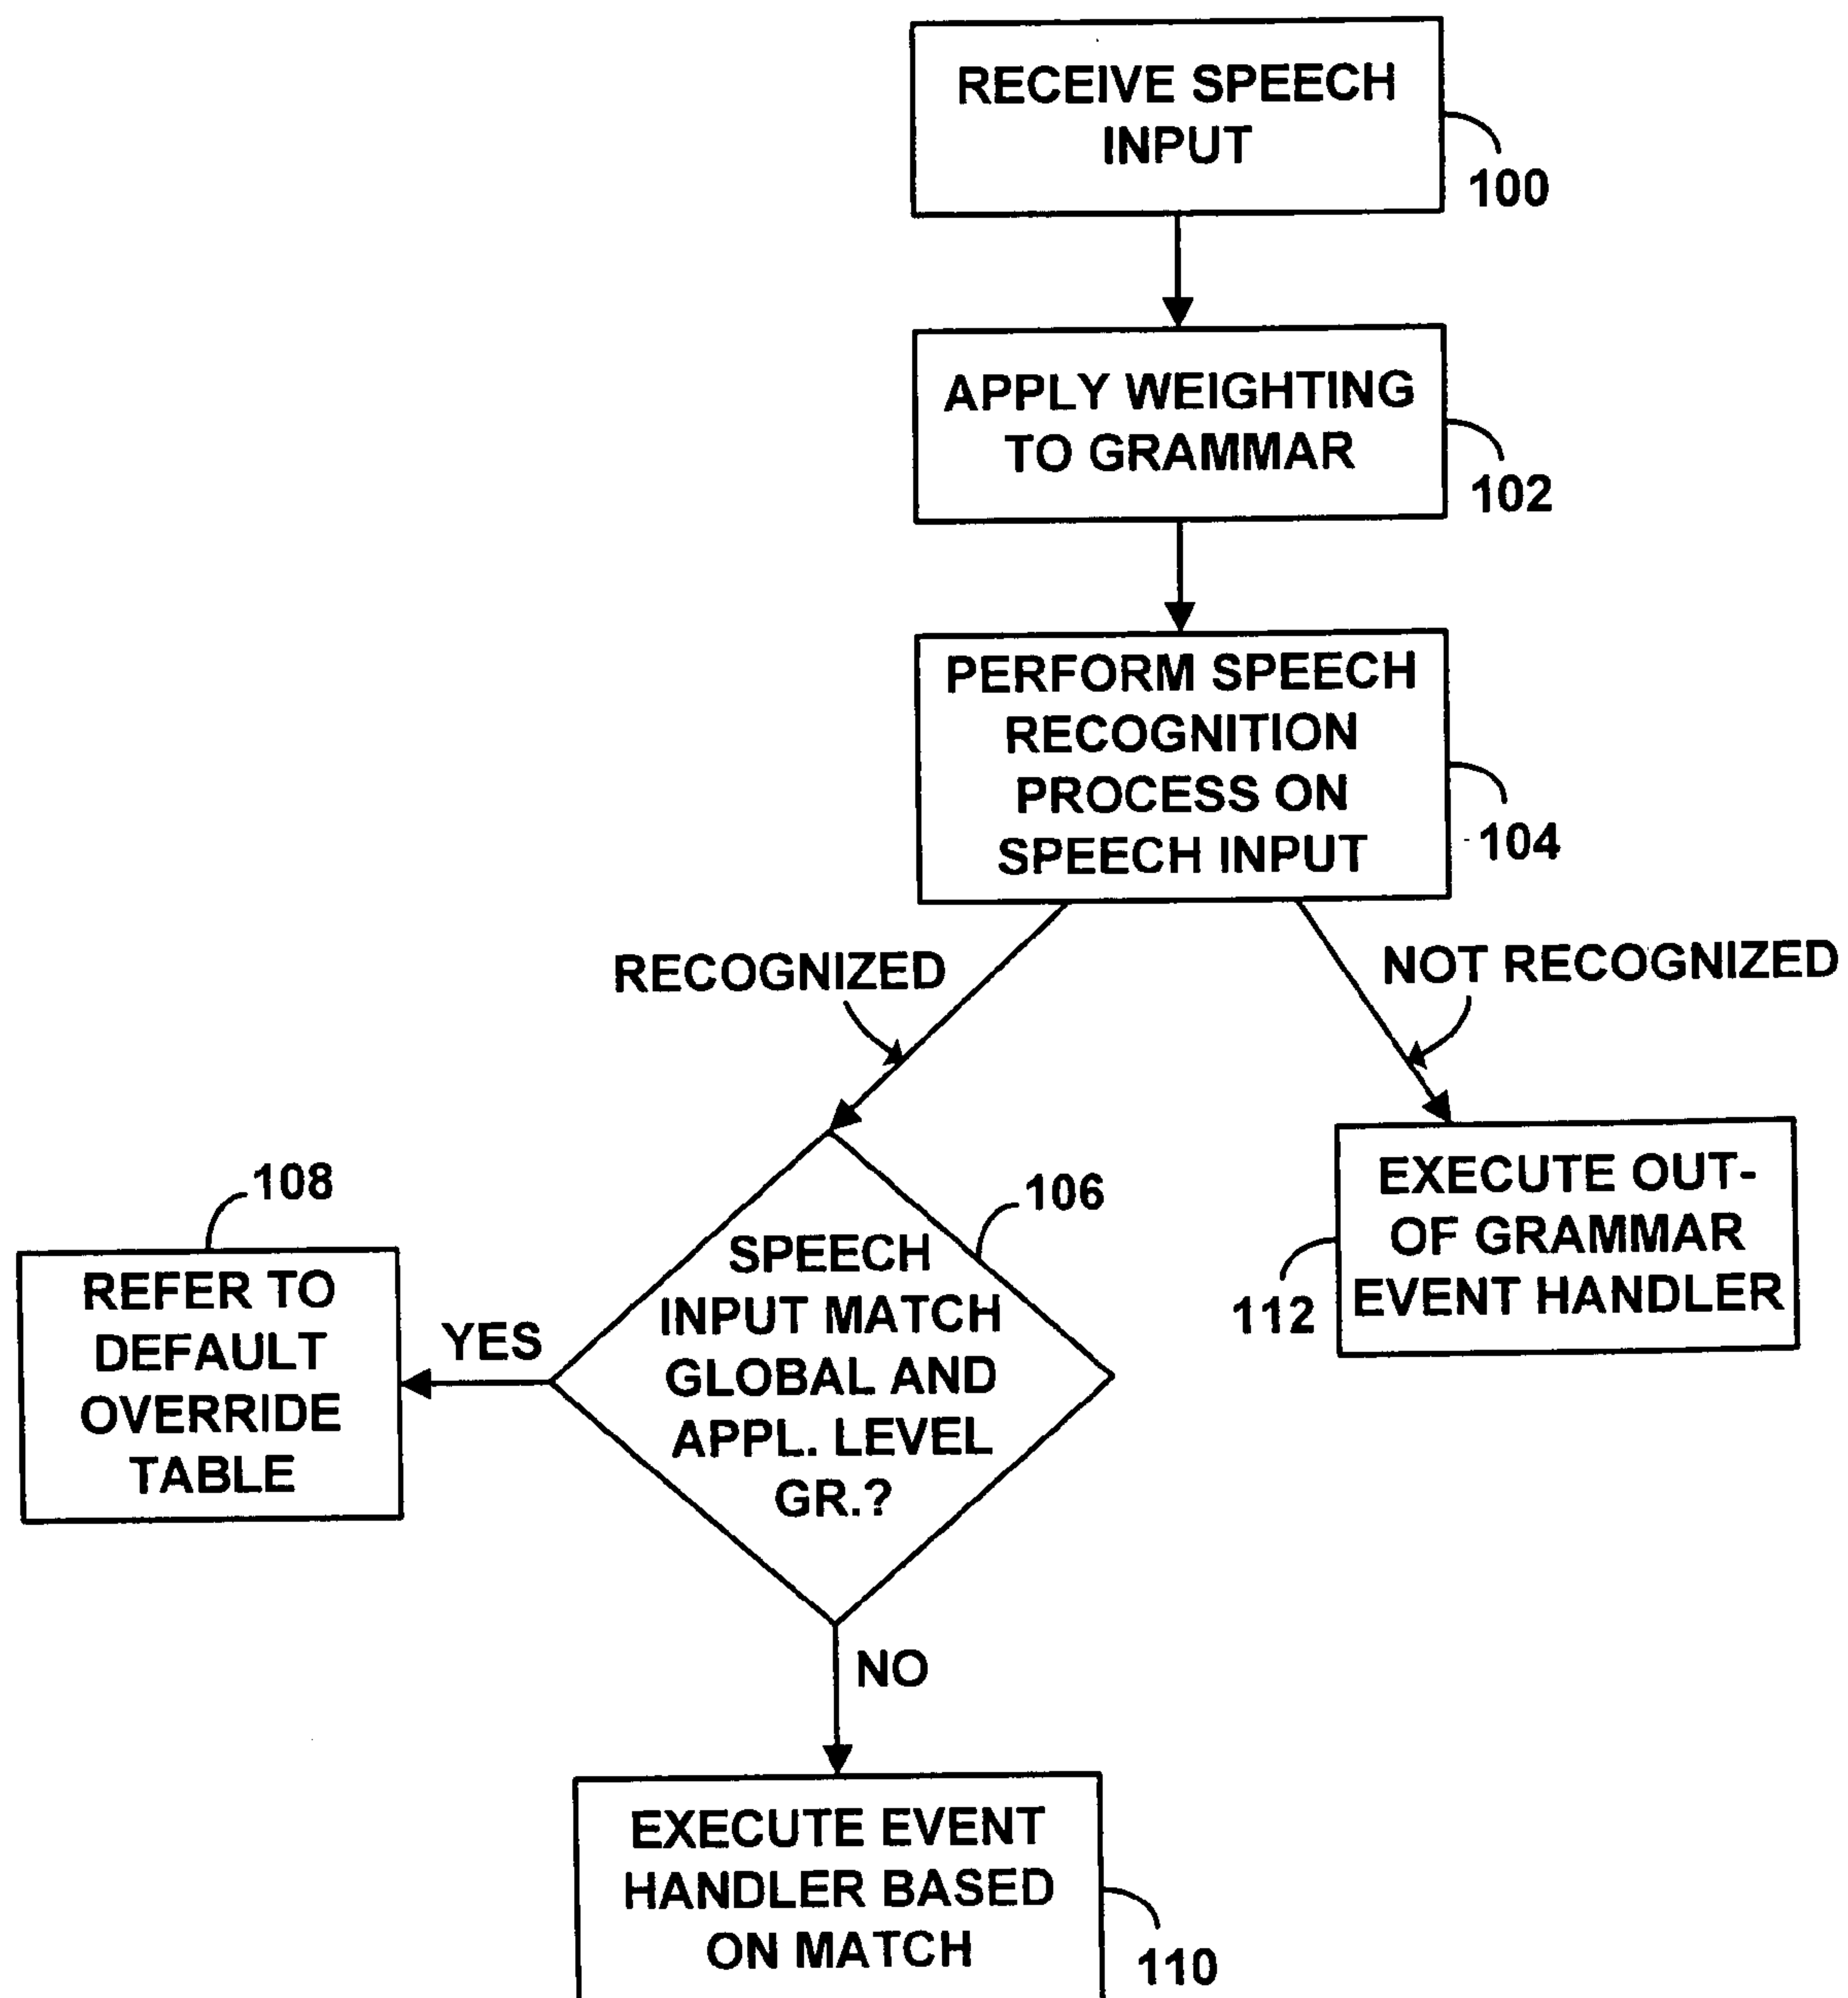 RECEIVE SPEECH
INPUT
100
APPLY WEIGHTING
TO GRAMMAR
102
PERFORM SPEECH
RECOGNITION
PROCESS ON
SPEECH INPUT
104
RECOGNIZED
NOT RECOGNIZED
108
REFER TO
DEFAULT
OVERRIDE
TABLE
YES
106
SPEECH
INPUT MATCH
GLOBAL AND
APPL. LEVEL
GR.?
EXECUTE OUT-
OF GRAMMAR
EVENT HANDLER
112
NO
EXECUTE EVENT
HANDLER BASED
ON MATCH
110